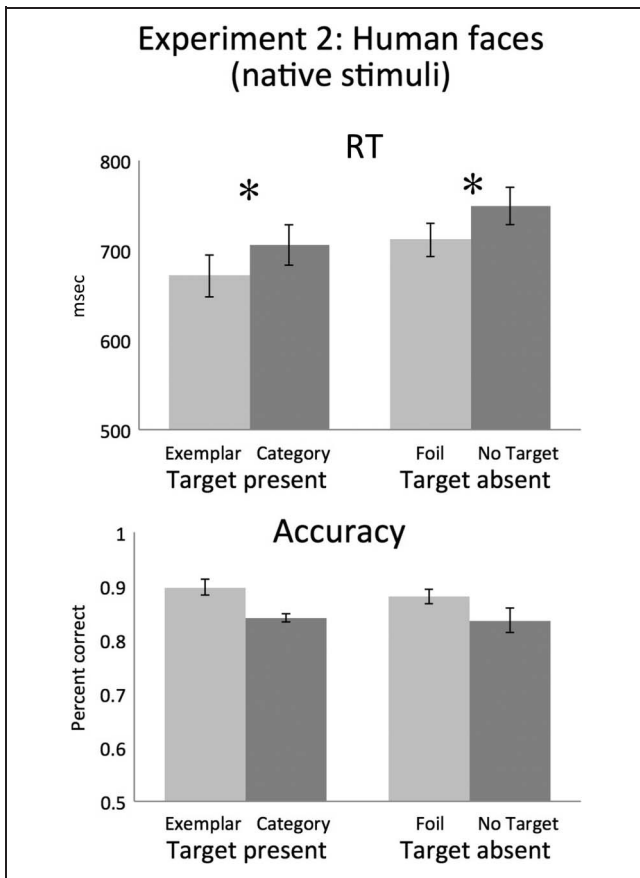 Experiment 2: Human faces
(native stimuli)
RT
800
*
*
700
msec
600
500
Exemplar Category Foil No Target
Target present Target absent
Accuracy
1
0.9
0.8
Percent correct
0.7
0.6
0.5
Exemplar Category Foil No Target
Target present Target absent